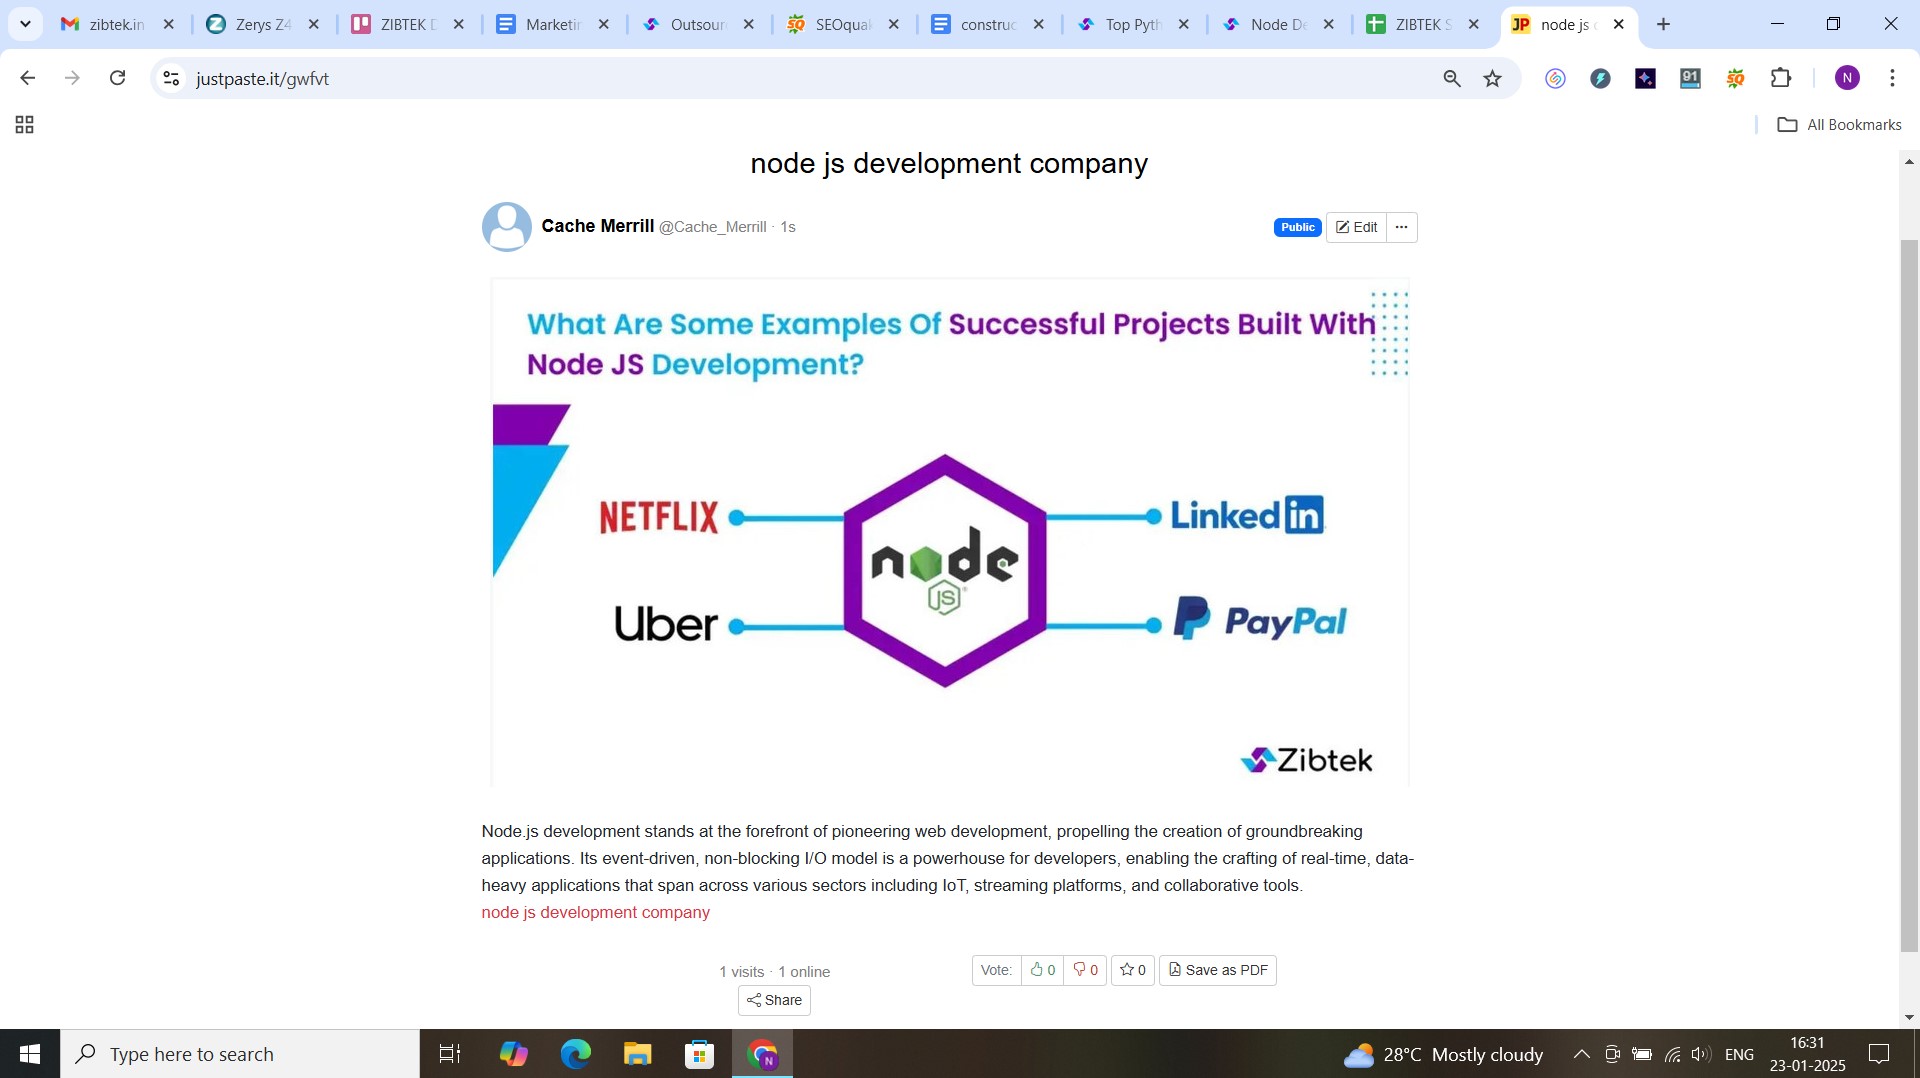 zibtek.in
Zerys Z4
ZIBTEK D
Marketin
Outsour
SEOquak
construc
Top Pyth
Node De
ZIBTEK S
JP
node js
justpaste.it/gwfvt
91
SQ
N
All Bookmarks
node js development company
Cache Merrill @Cache_Merrill · 1s
Public
Edit
What Are Some Examples Of Successful Projects Built With
Node JS Development?
NETFLIX
Linkedin
node
JS
Uber
PayPal
Zibtek
Node.js development stands at the forefront of pioneering web development, propelling the creation of groundbreaking
applications. Its event-driven, non-blocking I/O model is a powerhouse for developers, enabling the crafting of real-time, data-
heavy applications that span across various sectors including IoT, streaming platforms, and collaborative tools.
node js development company
1 visits · 1 online
Vote: 0 0 0 Save as PDF
Share
Type here to search
28°C Mostly cloudy
ENG
16:31
23-01-2025